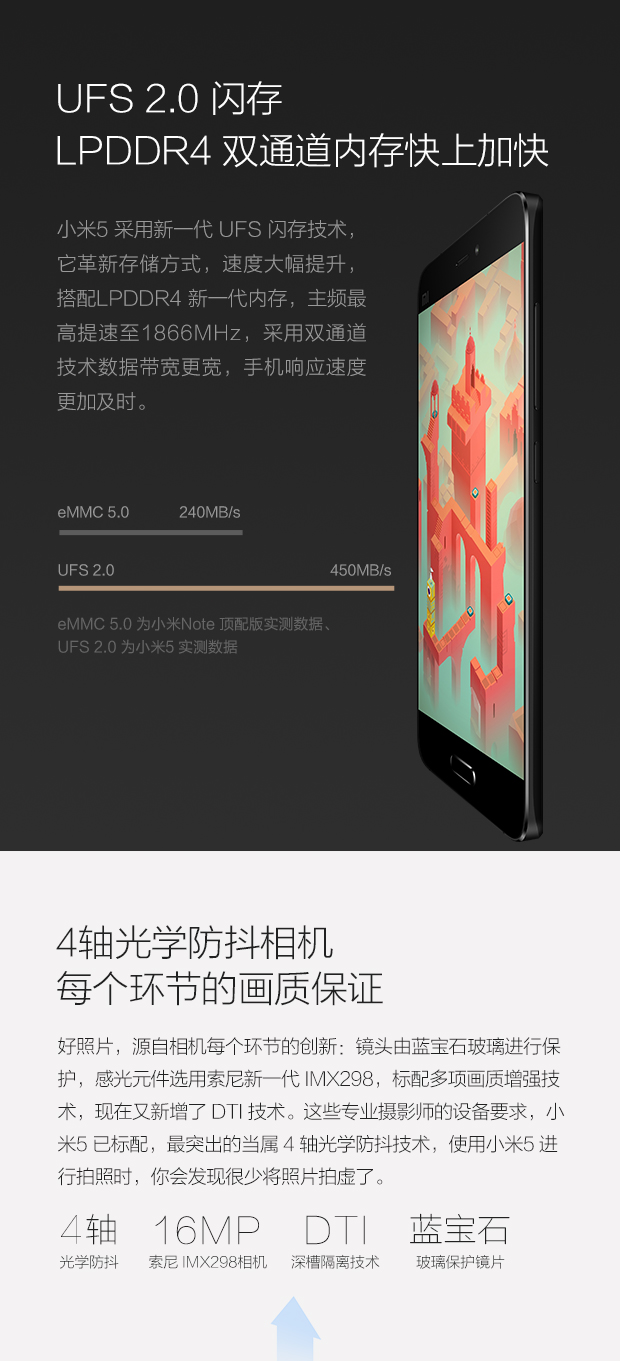 UFS 2.0 闪存
LPDDR4 双通道内存快上加快
小米5 采用新一代 UFS 闪存技术，
它革新存储方式，速度大幅提升，
搭配LPDDR4 新一代内存，主频最
高提速至1866MHz，采用双通道
技术数据带宽更宽，手机响应速度
更加及时。
eMMC 5.0 240MB/s
UFS 2.0 450MB/s
eMMC 5.0 为小米Note 顶配版实测数据、
UFS 2.0 为小米5 实测数据
4轴光学防抖相机
每个环节的画质保证
好照片，源自相机每个环节的创新：镜头由蓝宝石玻璃进行保
护，感光元件选用索尼新一代 IMX298，标配多项画质增强技
术，现在又新增了 DTI 技术。这些专业摄影师的设备要求，小
米5 已标配，最突出的当属 4 轴光学防抖技术，使用小米5 进
行拍照时，你会发现很少将照片拍虚了。
4轴 16MP DTI 蓝宝石
光学防抖 索尼 IMX298相机 深槽隔离技术 玻璃保护镜片